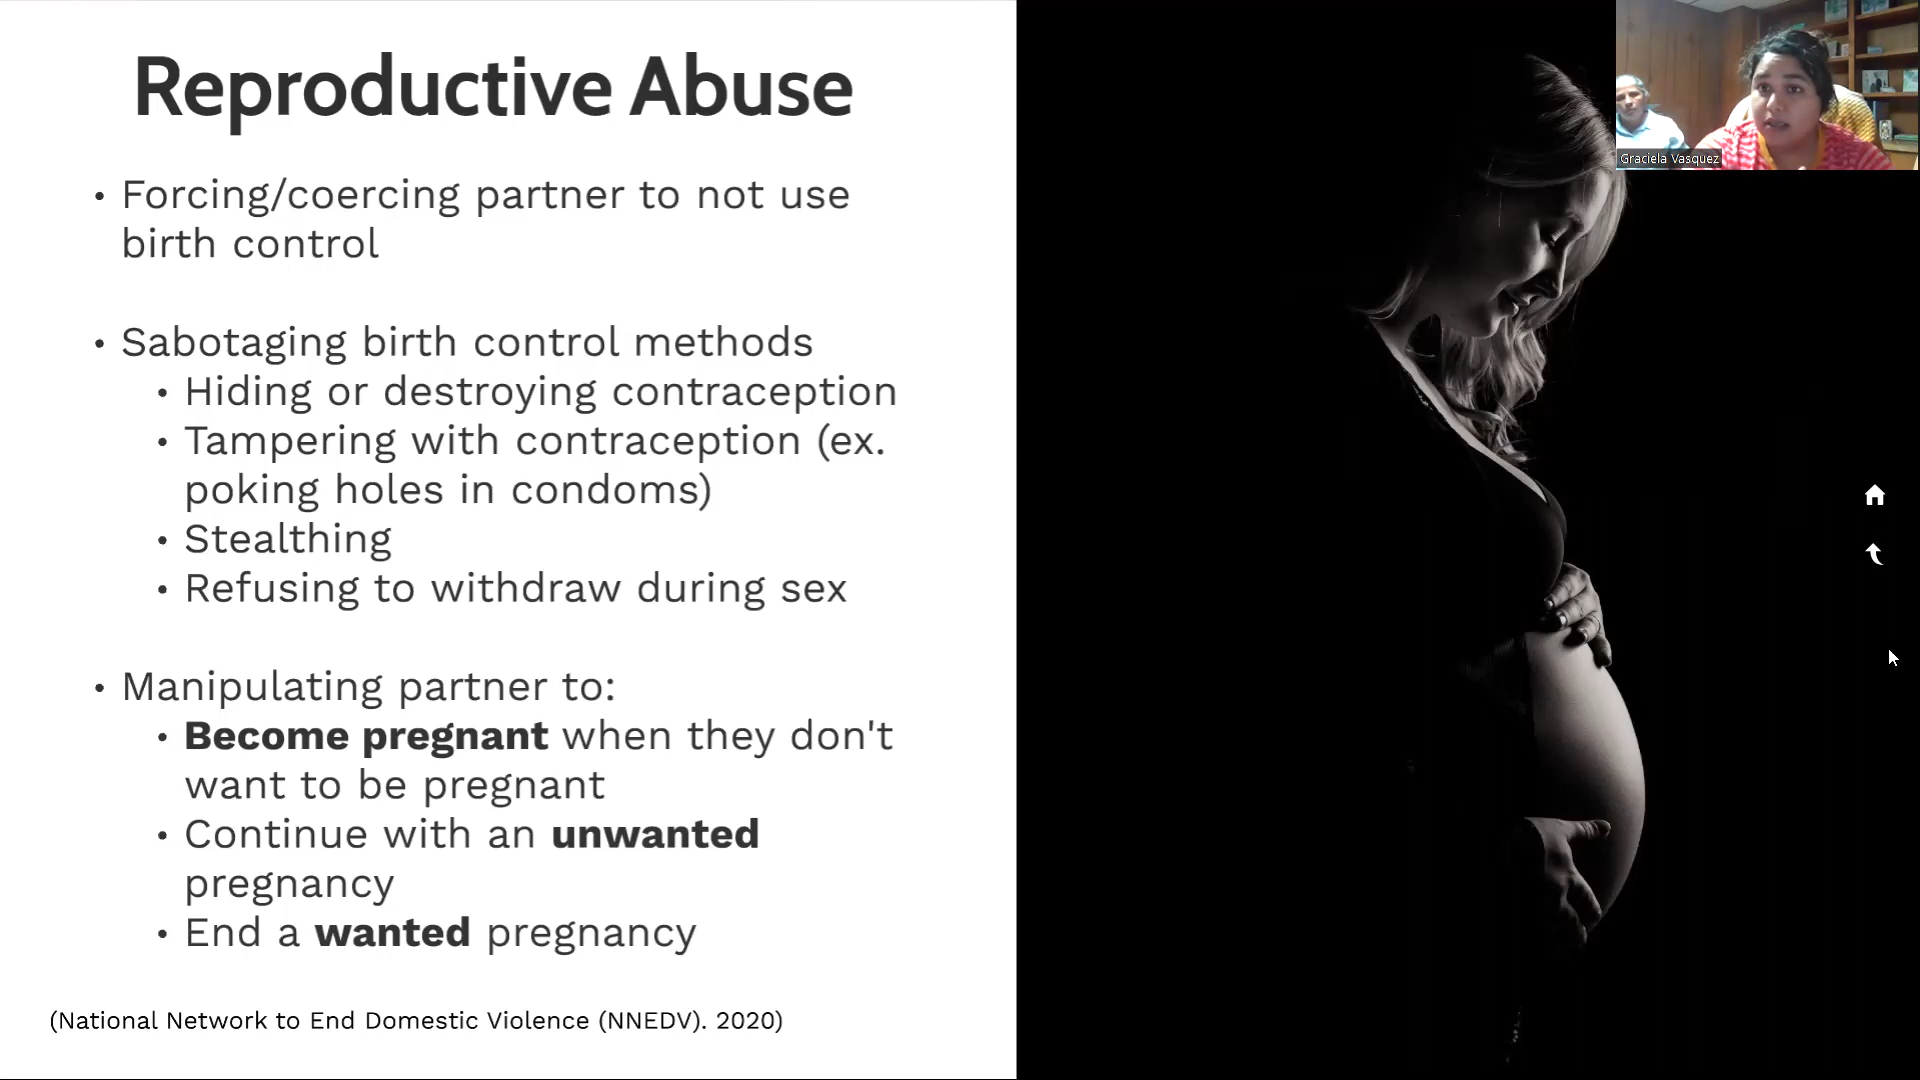 Reproductive Abuse
Graciela Vasquez
• Forcing/coercing partner to not use
birth control
• Sabotaging birth control methods
• Hiding or destroying contraception
• Tampering with contraception (ex.
poking holes in condoms)
• Stealthing
• Refusing to withdraw during sex
• Manipulating partner to:
• Become pregnant when they don't
want to be pregnant
• Continue with an unwanted
pregnancy
• End a wanted pregnancy
(National Network to End Domestic Violence (NNEDV). 2020)